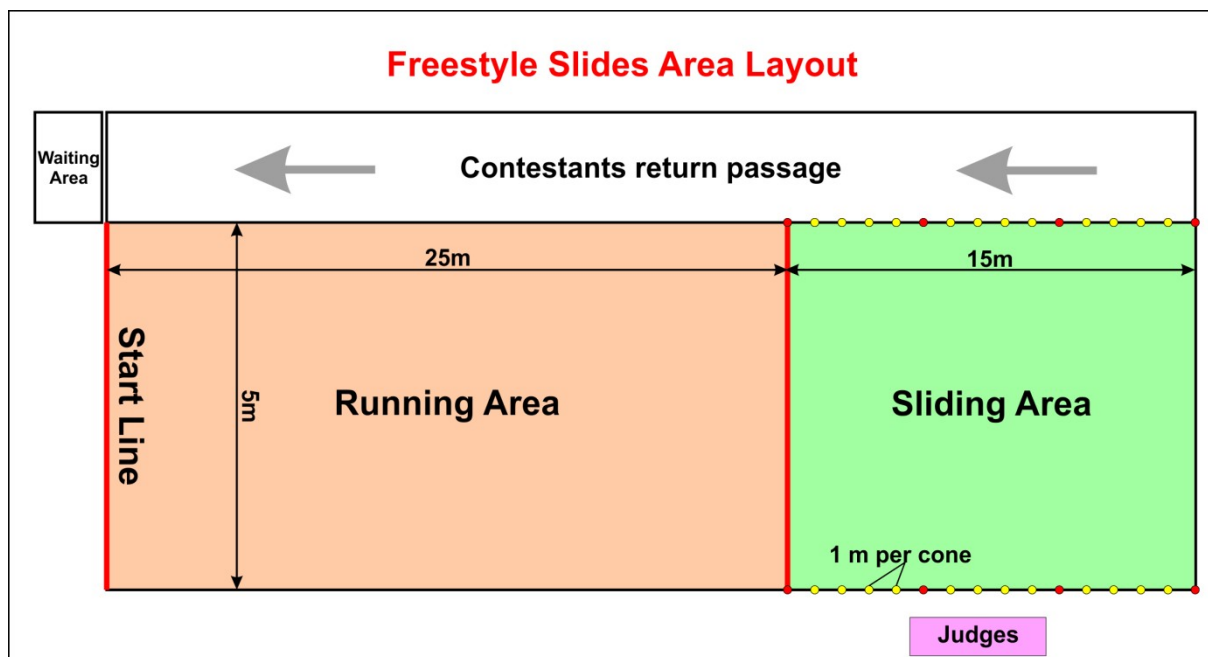 Freestyle Slides Area Layout
Waiting
Area
Contestants return passage
25m
15m
Start Line
5m
Running Area
Sliding Area
1 m per cone
Judges